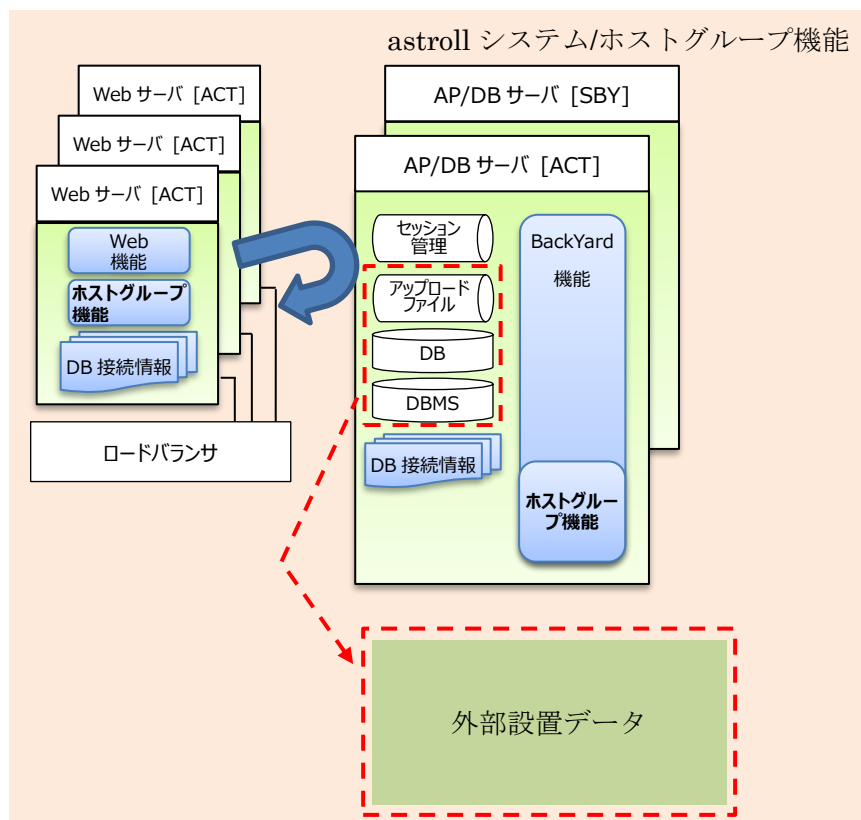 astroll システム/ホストグループ機能
Web サーバ [ACT]
Web サーバ [ACT]
Web サーバ [ACT]
Web
機能
ホストグループ
機能
DB 接続情報
ロードバランサ
AP/DB サーバ [SBY]
AP/DB サーバ [ACT]
セッション
管理
アップロード
ファイル
DB
DBMS
DB 接続情報
BackYard
機能
ホストグルー
プ機能
外部設置データ